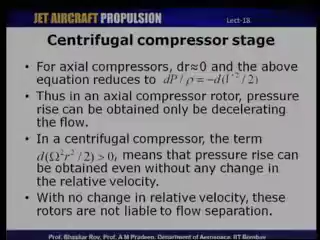 JET AIRCRAFT PROPULSION
Lect-18
Centrifugal compressor stage
• For axial compressors, dr≈0 and the above
equation reduces to dP/ρ = -d(V²/2)
• Thus in an axial compressor rotor, pressure
rise can be obtained only be decelerating
the flow.
• In a centrifugal compressor, the term
d(Ω²r²/2) > 0, means that pressure rise can
be obtained even without any change in
the relative velocity.
• With no change in relative velocity, these
rotors are not liable to flow separation.
Prof. Bhaskar Roy, Prof. A M Pradeep, Department of Aerospace, IIT Bombay